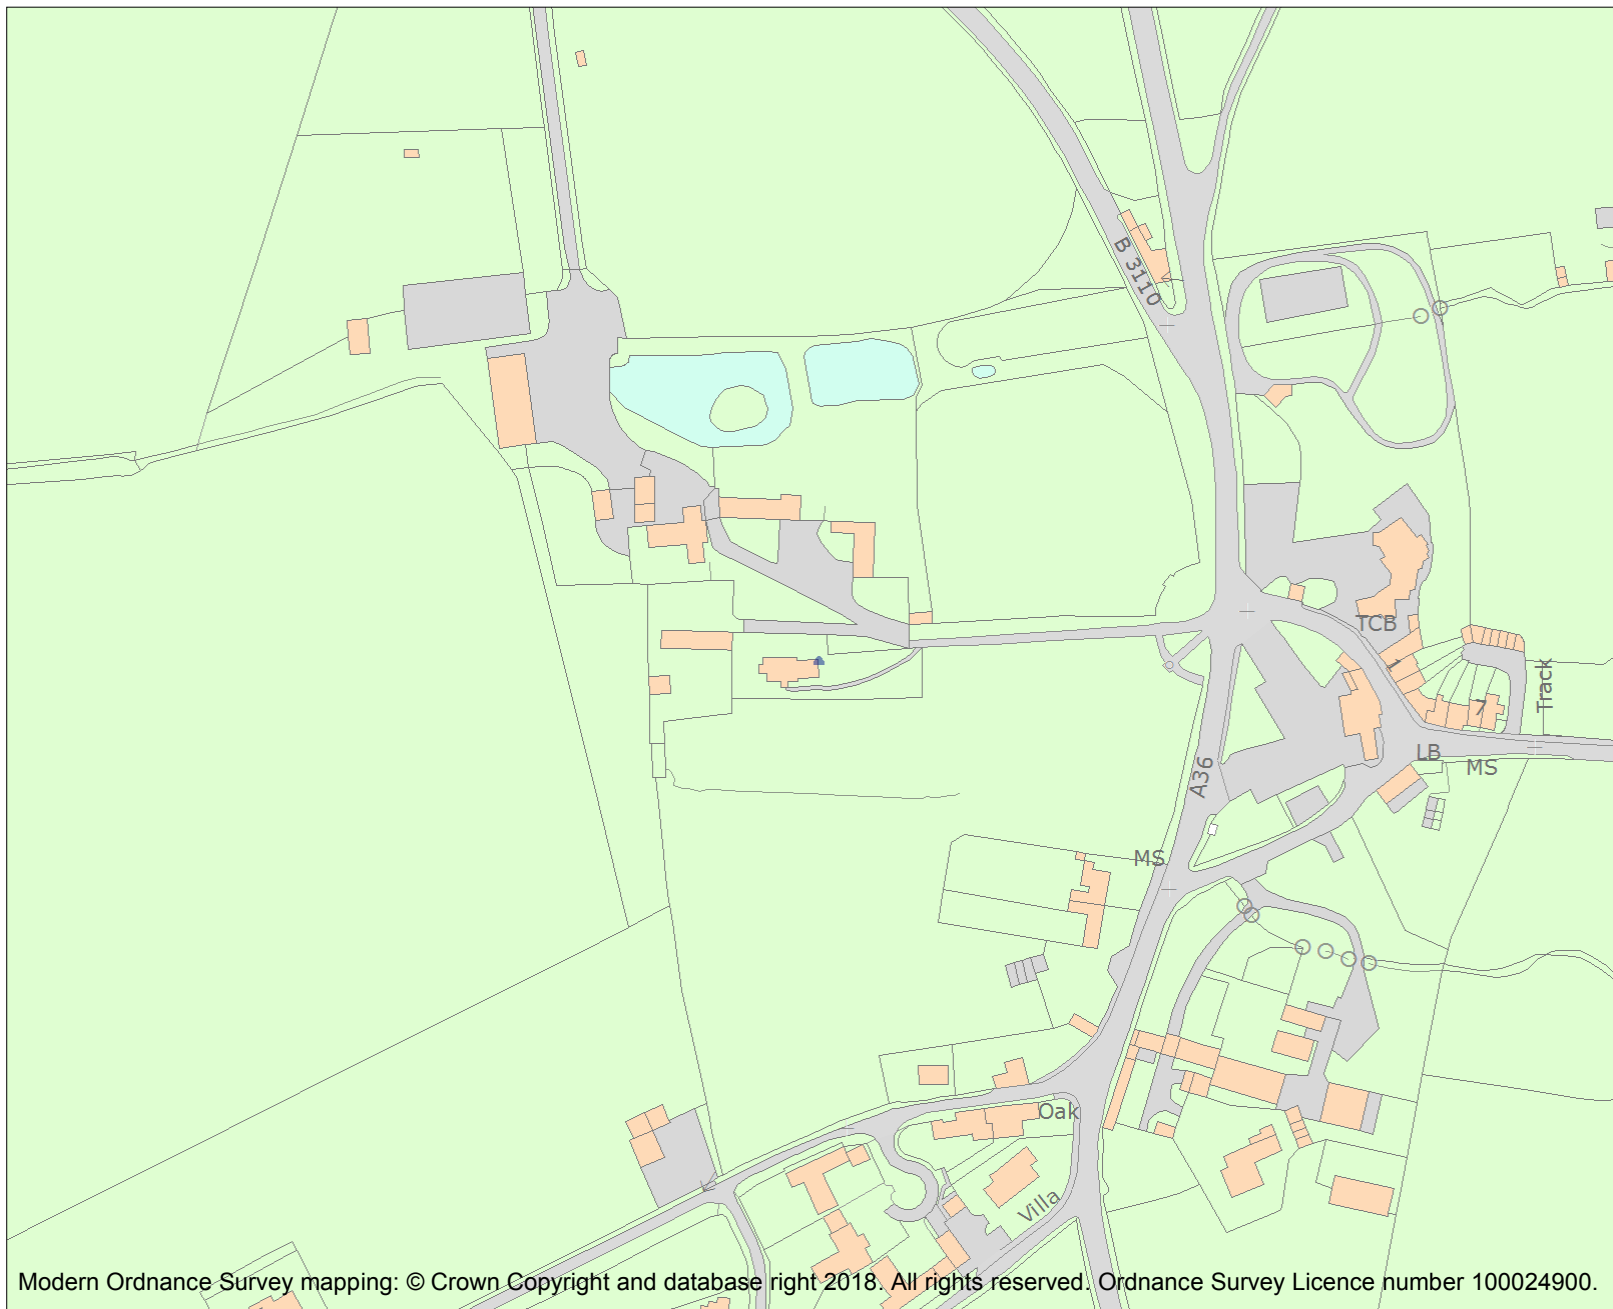 B 3110
TCB
1
7
Track
LB
MS
A36
MS
Oak
Villa
Modern Ordnance Survey mapping: © Crown Copyright and database right 2018. All rights reserved. Ordnance Survey Licence number 100024900.